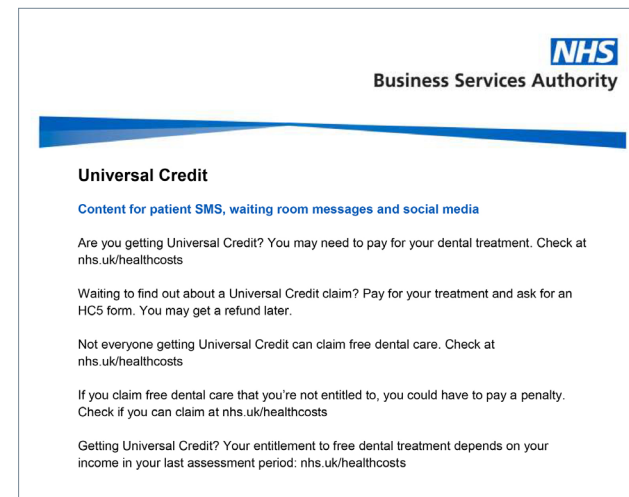 NHS
Business Services Authority
Universal Credit
Content for patient SMS, waiting room messages and social media
Are you getting Universal Credit? You may need to pay for your dental treatment. Check at
nhs.uk/healthcosts
Waiting to find out about a Universal Credit claim? Pay for your treatment and ask for an
HC5 form. You may get a refund later.
Not everyone getting Universal Credit can claim free dental care. Check at
nhs.uk/healthcosts
If you claim free dental care that you’re not entitled to, you could have to pay a penalty.
Check if you can claim at nhs.uk/healthcosts
Getting Universal Credit? Your entitlement to free dental treatment depends on your
income in your last assessment period: nhs.uk/healthcosts